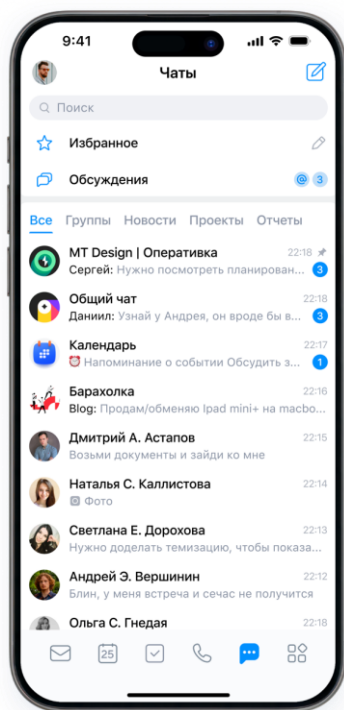 9:41
Чаты
Поиск
Избранное
Обсуждения @ 3
Все Группы Новости Проекты Отчеты
MT Design | Оперативка 22:18
Сергей: Нужно посмотреть планирован... 3
Общий чат 22:18
Даниил: Узнай у Андрея, он вроде бы в... 3
Календарь 22:17
⏰ Напоминание о событии Обсудить з... 1
Барахолка 22:16
Blog: Продам/обменяю Ipad mini+ на macbo...
Дмитрий А. Астапов 22:15
Возьми документы и зайди ко мне
Наталья С. Каллистова 22:14
Фото
Светлана Е. Дорохова 22:13
Нужно доделать темизацию, чтобы показа...
Андрей Э. Вершинин 22:12
Блин, у меня встреча и сечас не получится
Ольга С. Гнедая 22:18
25